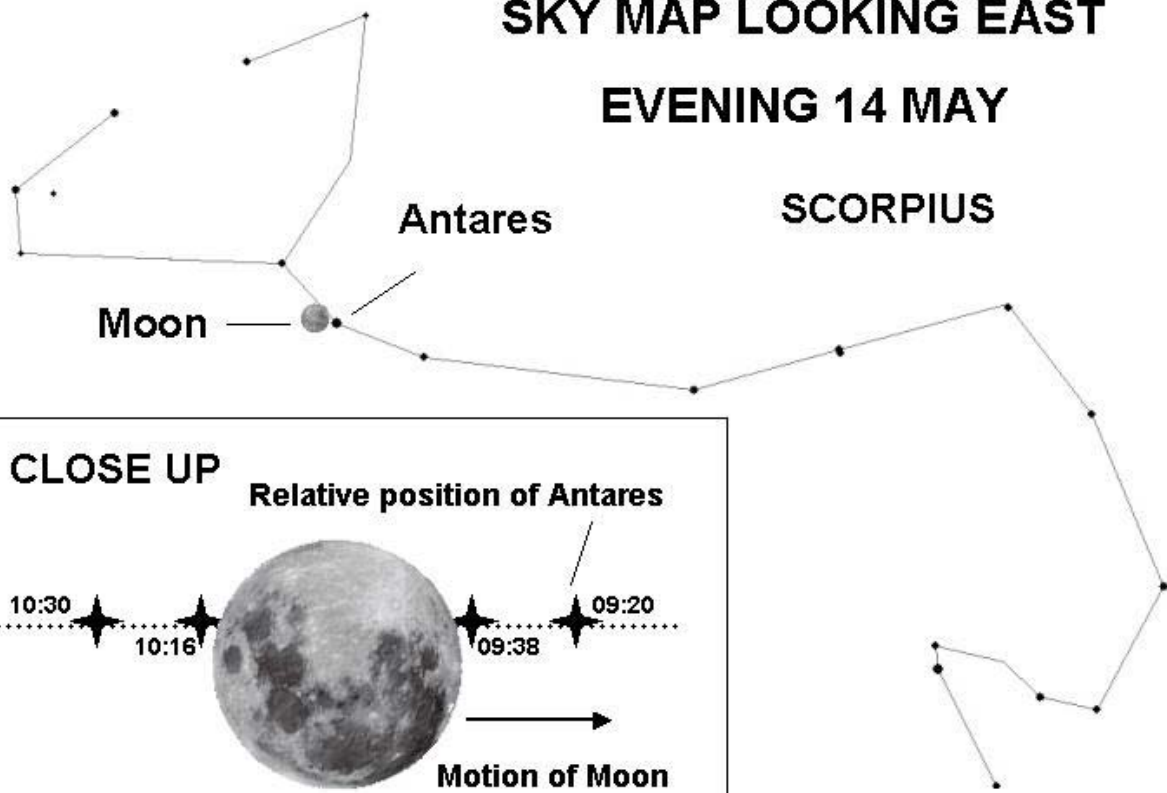 SKY MAP LOOKING EAST
EVENING 14 MAY
SCORPIUS
Antares
Moon
CLOSE UP
Relative position of Antares
10:30
09:20
10:16
09:38
Motion of Moon